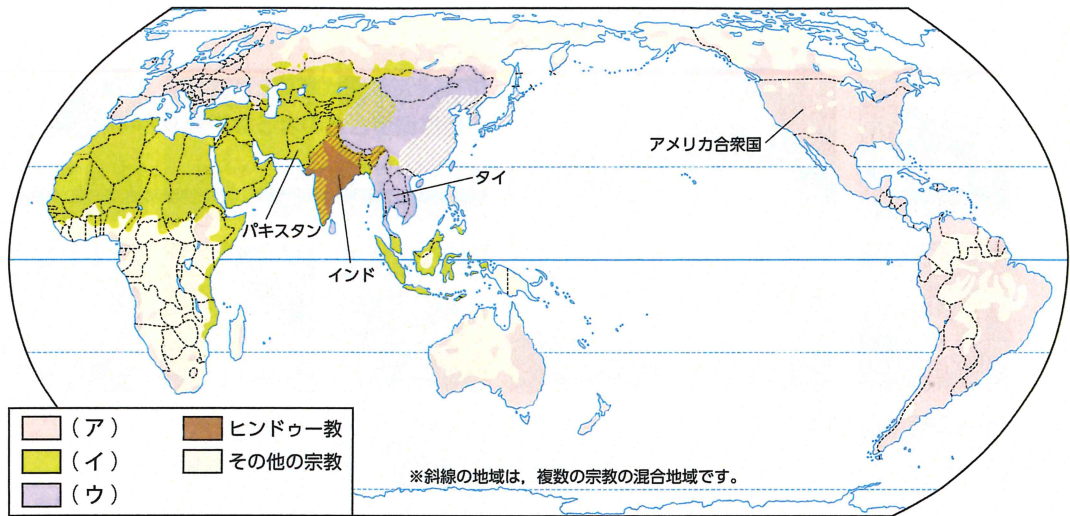 アメリカ合衆国
タイ
パキスタン
インド
(ア)
(イ)
(ウ)
ヒンドゥー教
その他の宗教
※斜線の地域は，複数の宗教の混合地域です。